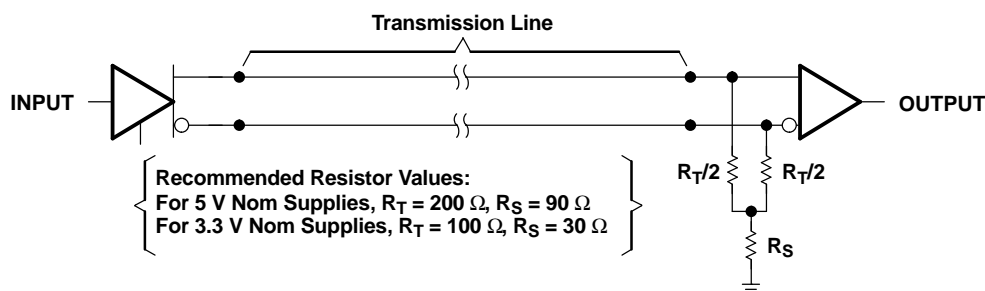 Transmission Line
INPUT
OUTPUT
R_T/2
R_T/2
Recommended Resistor Values:
For 5 V Nom Supplies, R_T = 200 Ω, R_S = 90 Ω
For 3.3 V Nom Supplies, R_T = 100 Ω, R_S = 30 Ω
R_S